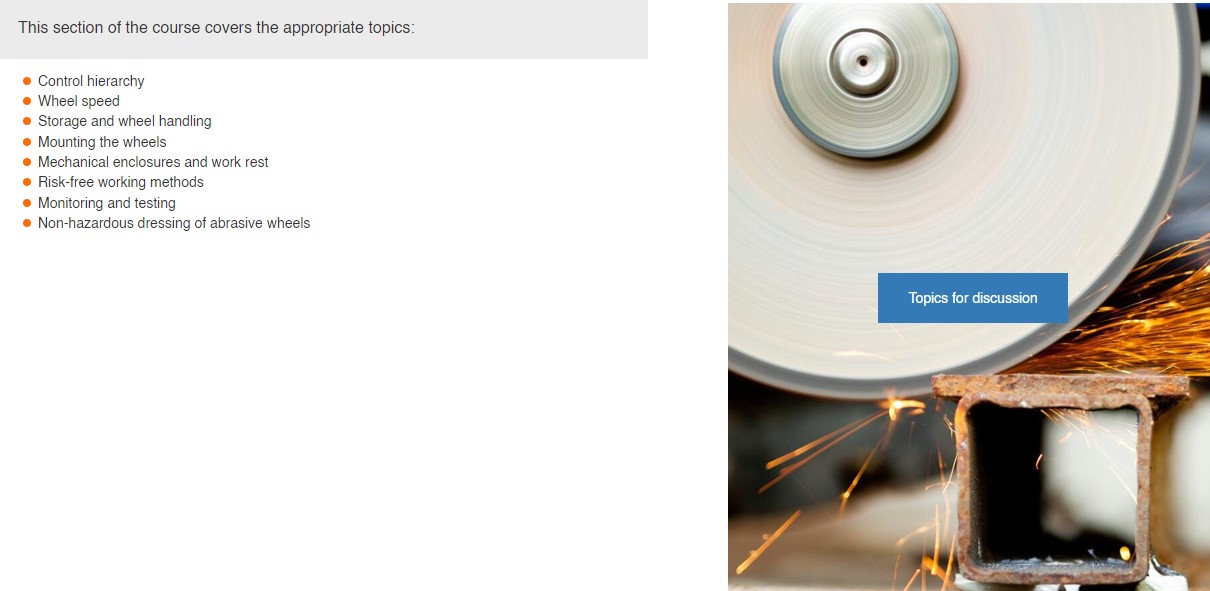 This section of the course covers the appropriate topics:
Control hierarchy
Wheel speed
Storage and wheel handling
Mounting the wheels
Mechanical enclosures and work rest
Risk-free working methods
Monitoring and testing
Non-hazardous dressing of abrasive wheels
Topics for discussion